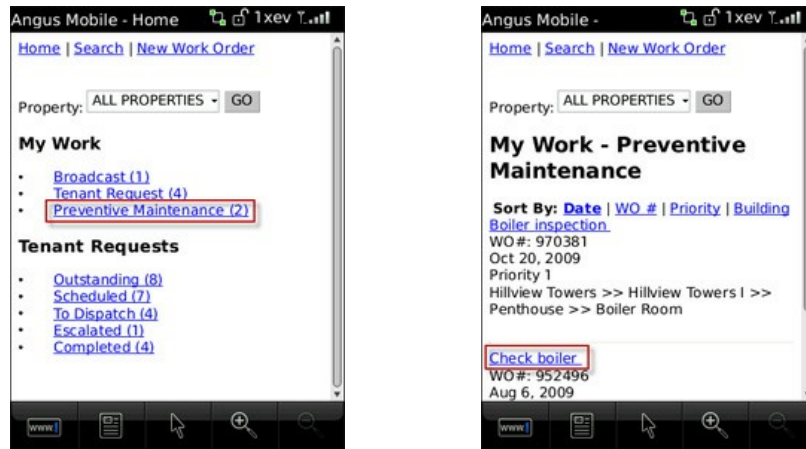 Angus Mobile - Home 1xev
Home | Search | New Work Order
Property: ALL PROPERTIES GO
My Work
• Broadcast (1)
• Tenant Request (4)
• Preventive Maintenance (2)
Tenant Requests
• Outstanding (8)
• Scheduled (7)
• To Dispatch (4)
• Escalated (1)
• Completed (4)
www
Angus Mobile - 1xev
Home | Search | New Work Order
Property: ALL PROPERTIES GO
My Work - Preventive
Maintenance
Sort By: Date | WO # | Priority | Building
Boiler inspection
WO#: 970381
Oct 20, 2009
Priority 1
Hillview Towers >> Hillview Towers I >>
Penthouse >> Boiler Room
Check boiler
WO#: 952496
Aug 6, 2009
www